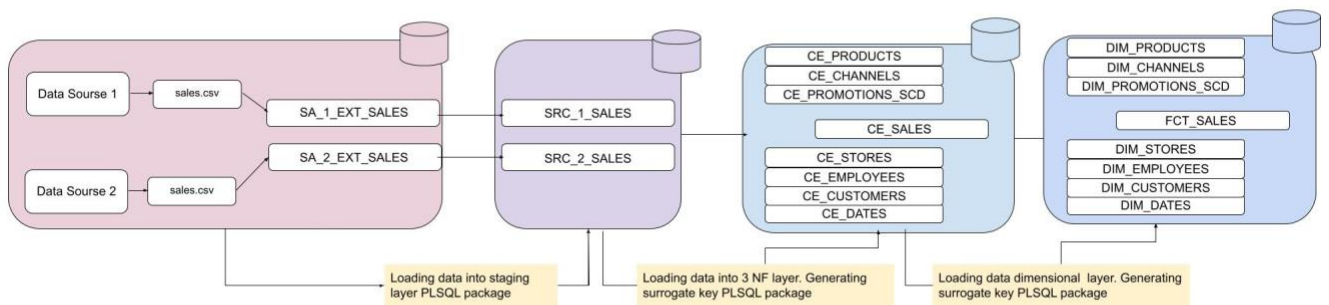 Data Sourse 1
sales.csv
SA_1_EXT_SALES
Data Sourse 2
sales.csv
SA_2_EXT_SALES
SRC_1_SALES
SRC_2_SALES
CE_PRODUCTS
CE_CHANNELS
CE_PROMOTIONS_SCD
CE_SALES
CE_STORES
CE_EMPLOYEES
CE_CUSTOMERS
CE_DATES
DIM_PRODUCTS
DIM_CHANNELS
DIM_PROMOTIONS_SCD
FCT_SALES
DIM_STORES
DIM_EMPLOYEES
DIM_CUSTOMERS
DIM_DATES
Loading data into staging
layer PLSQL package
Loading data into 3 NF layer. Generating
surrogate key PLSQL package
Loading data dimensional layer. Generating
surrogate key PLSQL package